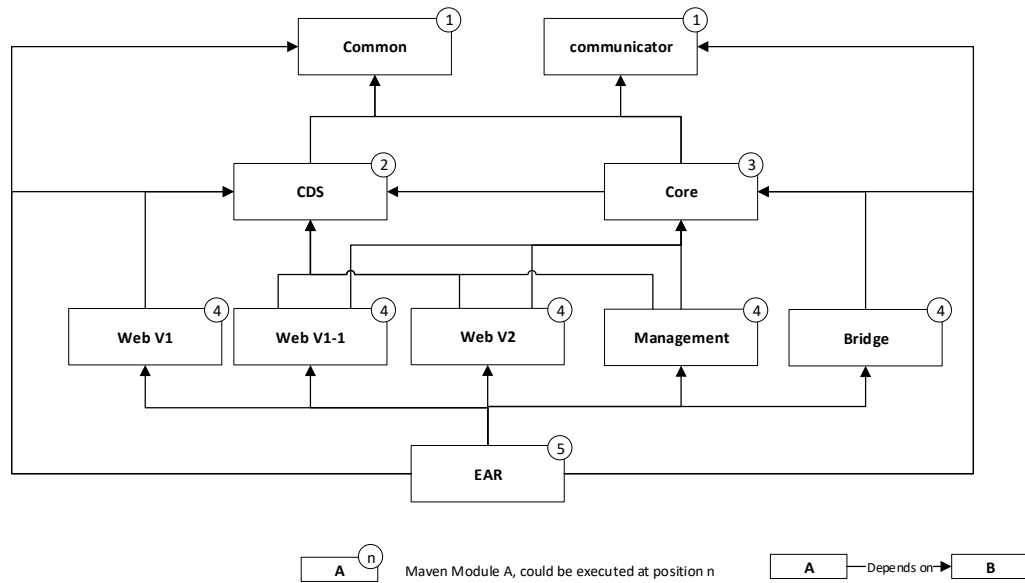 1
Common
1
communicator
2
CDS
3
Core
4
Web V1
4
Web V1-1
4
Web V2
4
Management
4
Bridge
5
EAR
n
A
Maven Module A, could be executed at position n
A
Depends on
B